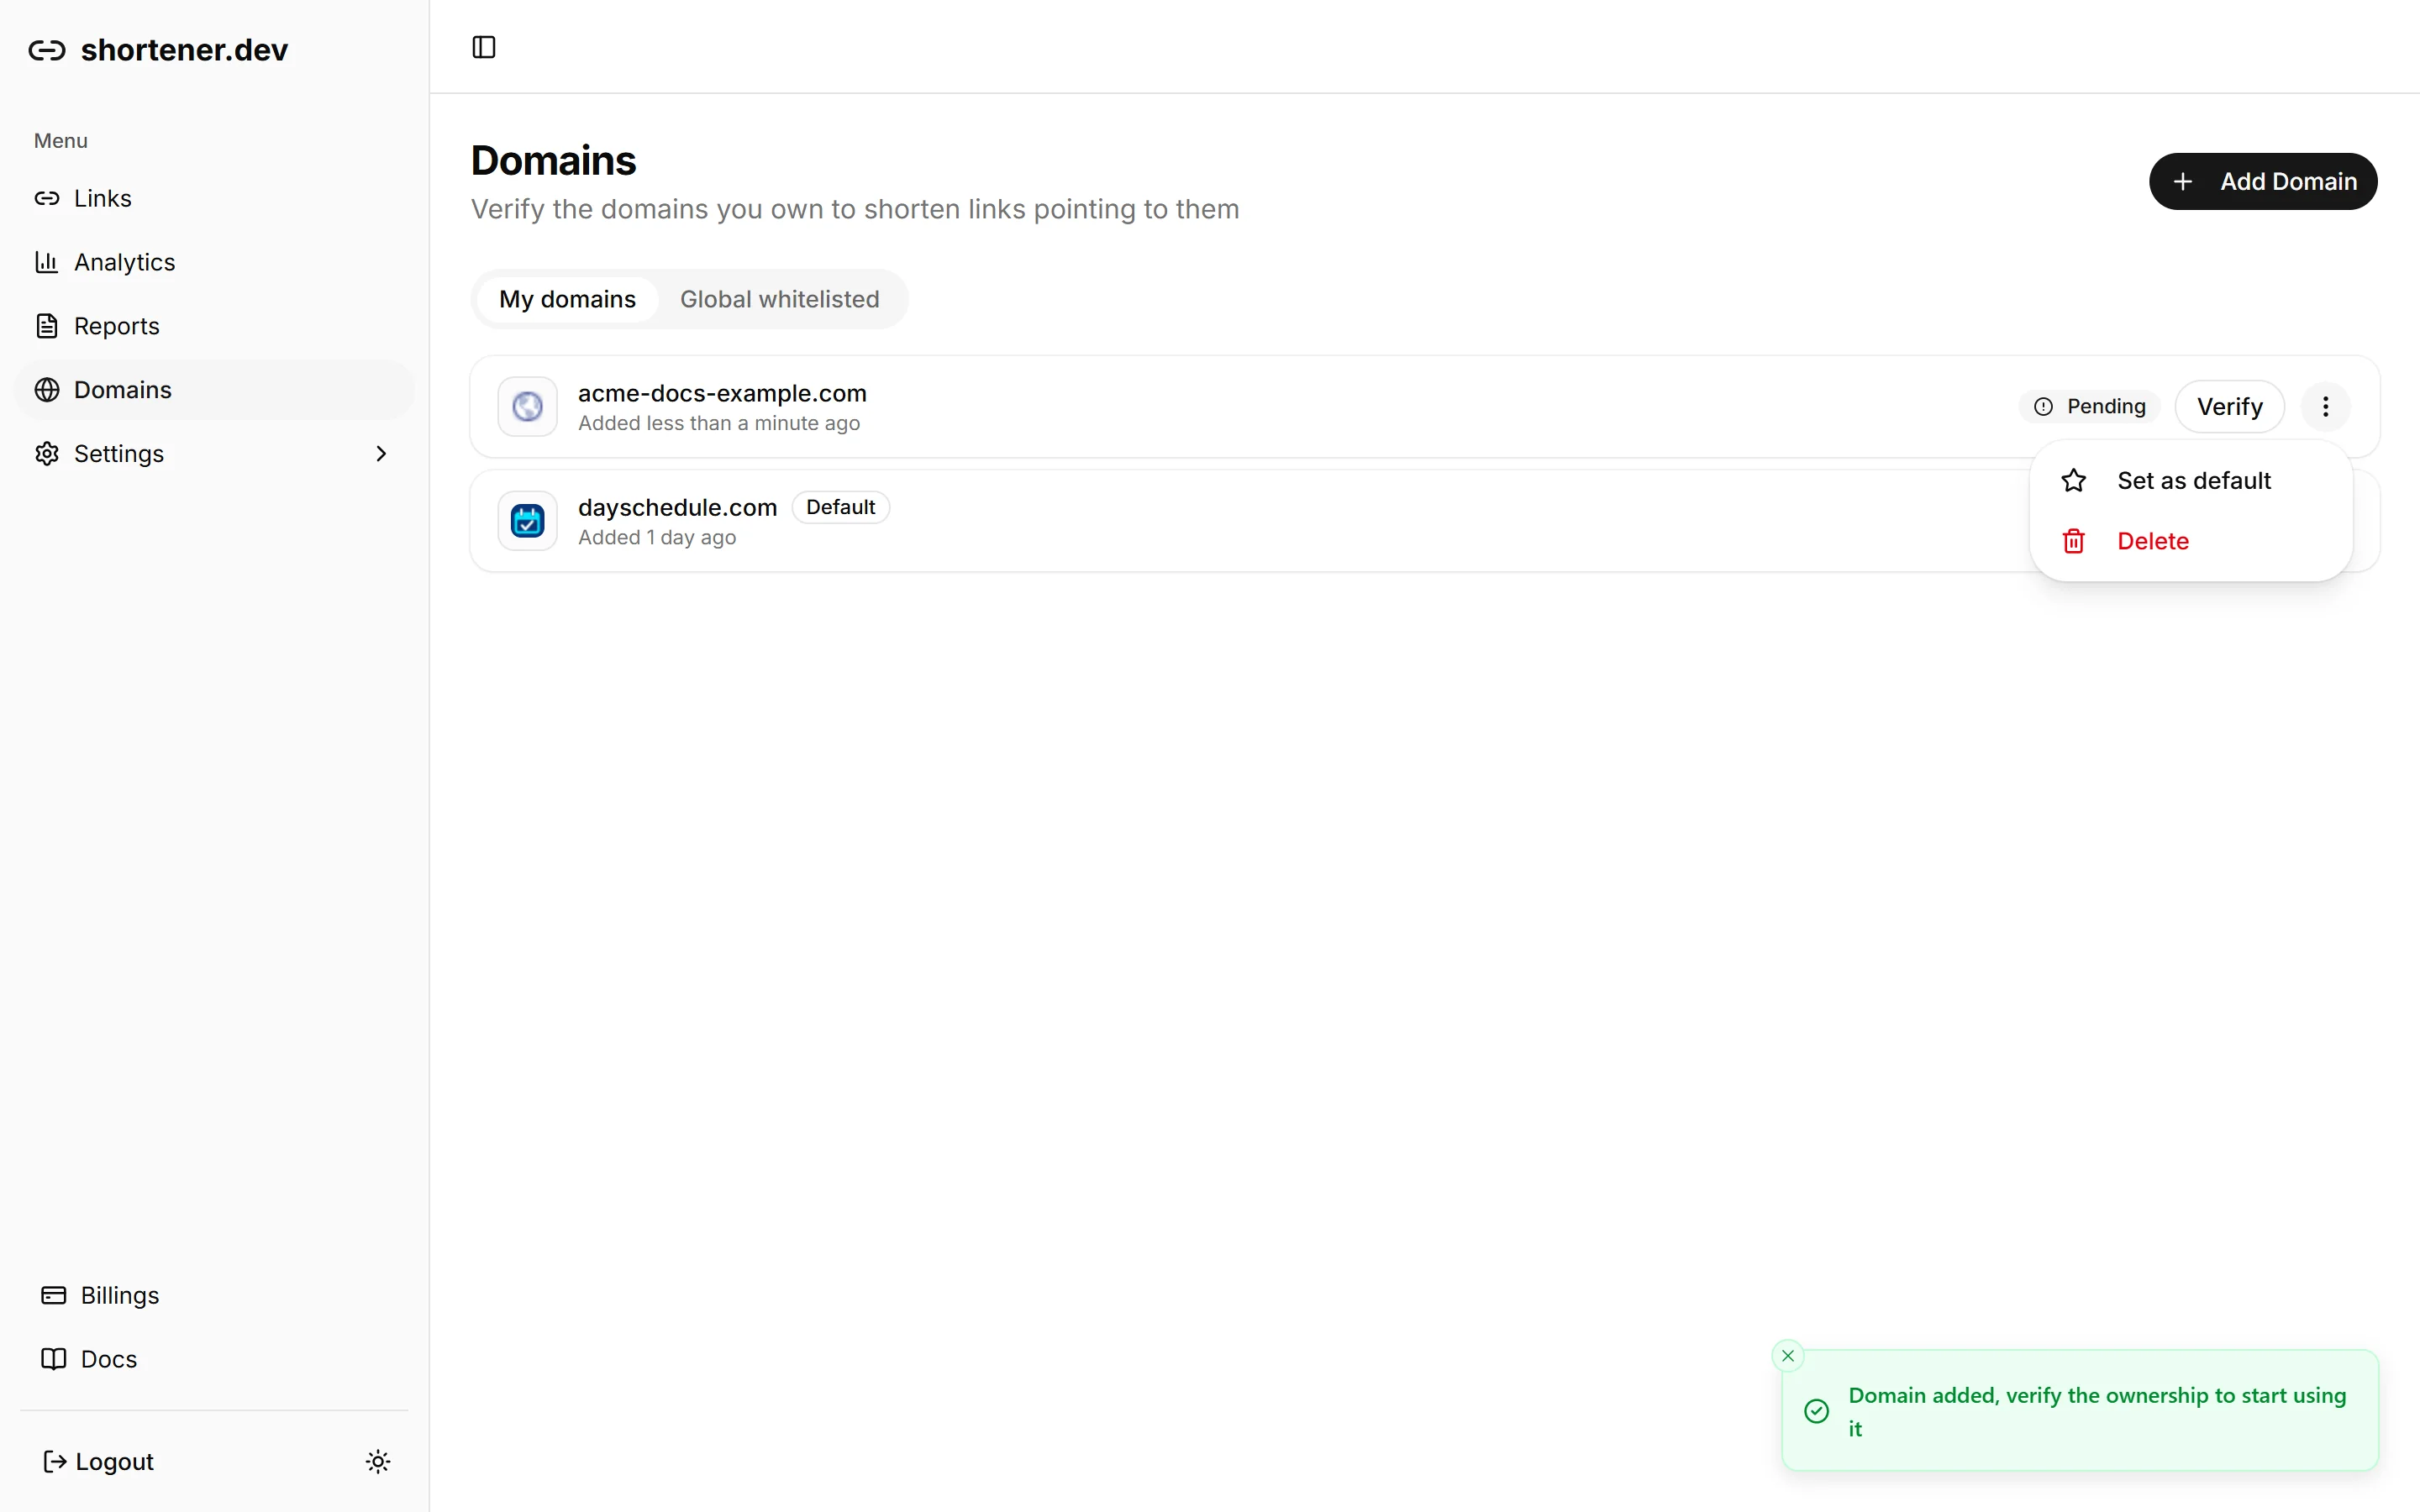 shortener.dev
Menu
Links
Analytics
Reports
Domains
Settings
Billings
Docs
Logout
Domains
Verify the domains you own to shorten links pointing to them
Add Domain
My domains
Global whitelisted
acme-docs-example.com
Added less than a minute ago
Pending
Verify
Set as default
Delete
dayschedule.com
Default
Added 1 day ago
Domain added, verify the ownership to start using
it